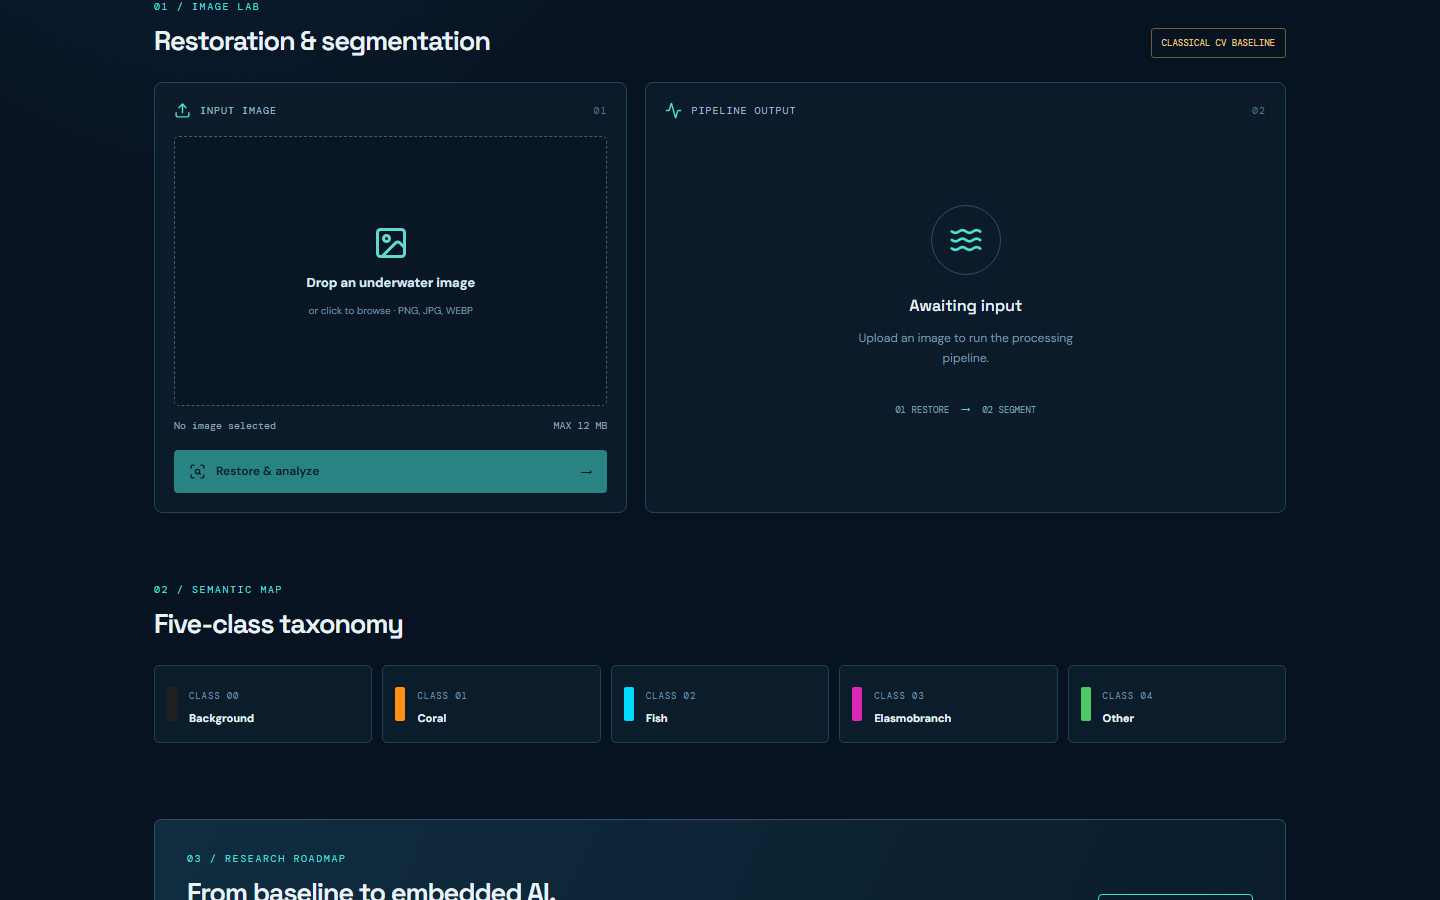 01 / IMAGE LAB
Restoration & segmentation
CLASSICAL CV BASELINE
INPUT IMAGE
01
Drop an underwater image
or click to browse · PNG, JPG, WEBP
No image selected
MAX 12 MB
Restore & analyze →
PIPELINE OUTPUT
02
Awaiting input
Upload an image to run the processing
pipeline.
01 RESTORE → 02 SEGMENT
02 / SEMANTIC MAP
Five-class taxonomy
CLASS 00
Background
CLASS 01
Coral
CLASS 02
Fish
CLASS 03
Elasmobranch
CLASS 04
Other
03 / RESEARCH ROADMAP
From baseline to embedded AI.